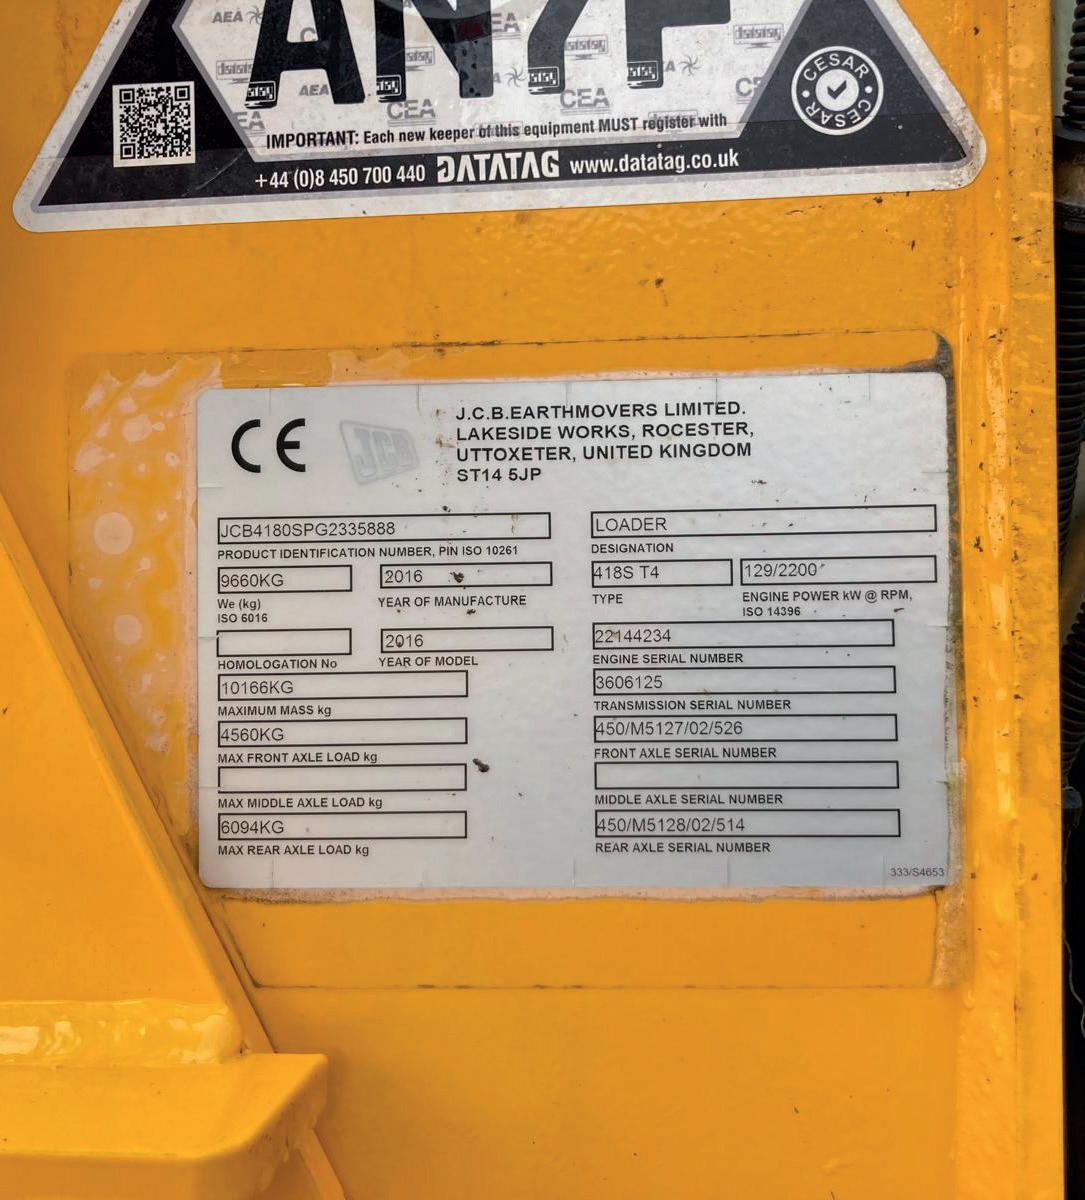 AN7F
CESAR
CESAR
IMPORTANT: Each new keeper of this equipment MUST register with
+44 (0)8 450 700 440 DATATAG www.datatag.co.uk
CE
JCB
J.C.B.EARTHMOVERS LIMITED.
LAKESIDE WORKS, ROCESTER,
UTTOXETER, UNITED KINGDOM
ST14 5JP
JCB4180SPG2335888
PRODUCT IDENTIFICATION NUMBER, PIN ISO 10261
LOADER
DESIGNATION
9660KG
We (kg)
ISO 6016
2016
YEAR OF MANUFACTURE
418S T4
TYPE
129/2200
ENGINE POWER kW @ RPM,
ISO 14396
HOMOLOGATION No
2016
YEAR OF MODEL
22144234
ENGINE SERIAL NUMBER
10166KG
MAXIMUM MASS kg
3606125
TRANSMISSION SERIAL NUMBER
4560KG
MAX FRONT AXLE LOAD kg
450/M5127/02/526
FRONT AXLE SERIAL NUMBER
MAX MIDDLE AXLE LOAD kg
MIDDLE AXLE SERIAL NUMBER
6094KG
MAX REAR AXLE LOAD kg
450/M5128/02/514
REAR AXLE SERIAL NUMBER
333/S4653